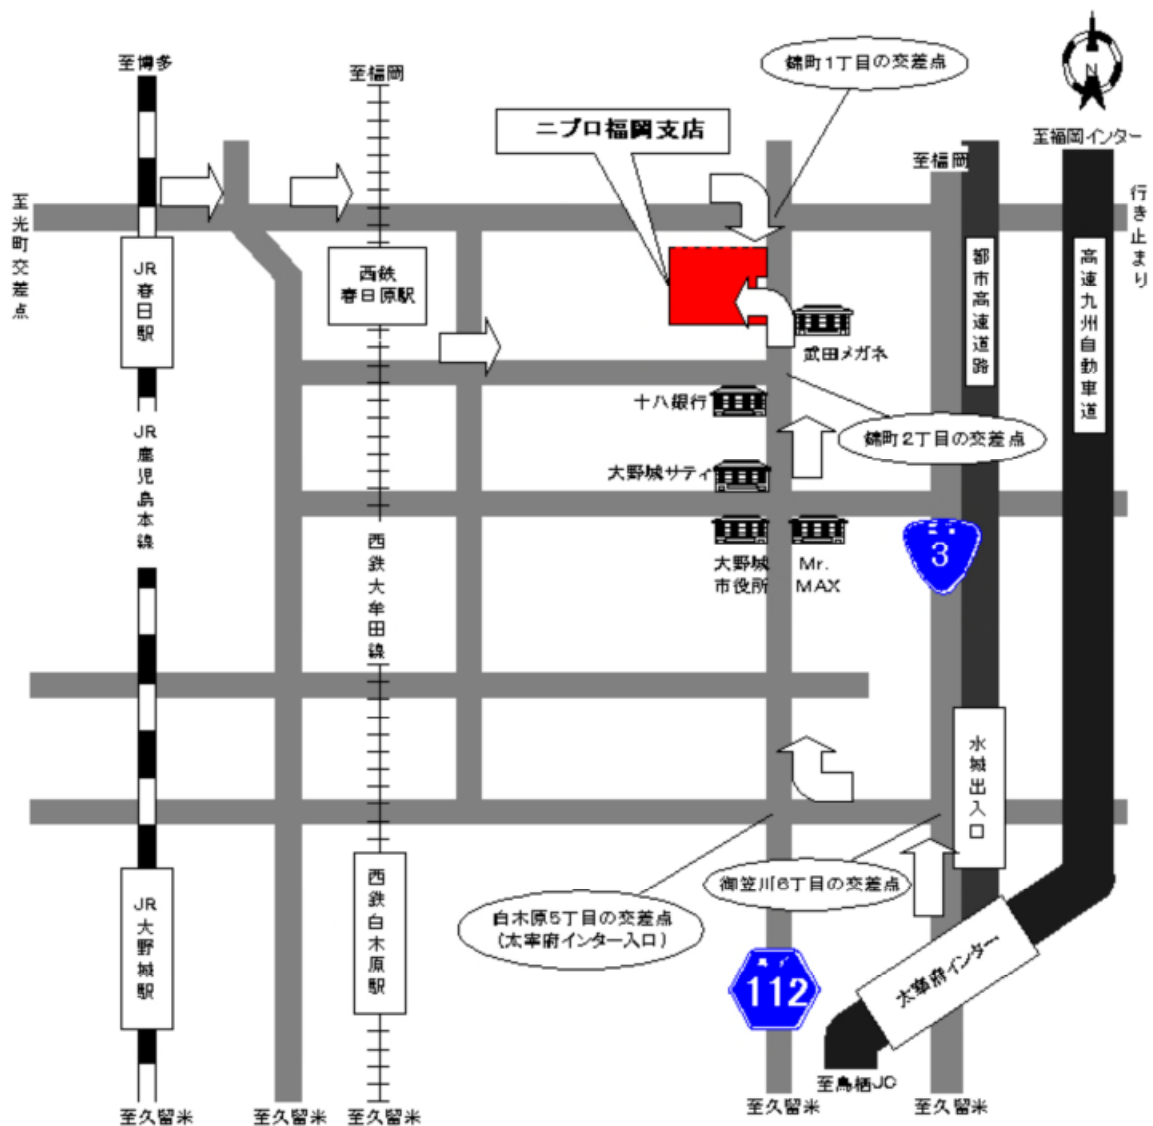 至博多
至福岡
錦町1丁目の交差点
N
ニプロ福岡支店
至福岡インター
至福岡
至光町交差点
行き止まり
JR春日駅
西鉄
春日原駅
都市高速道路
高速九州自動車道
武田メガネ
十八銀行
錦町2丁目の交差点
JR鹿児島本線
大野城サティ
西鉄大牟田線
大野城
市役所
Mr.
MAX
3
水城出入口
御笠川6丁目の交差点
白木原5丁目の交差点
(太宰府インター入口)
JR大野城駅
西鉄白木原駅
112
太宰府インター
至鳥栖JC
至久留米
至久留米
至久留米
至久留米
至久留米